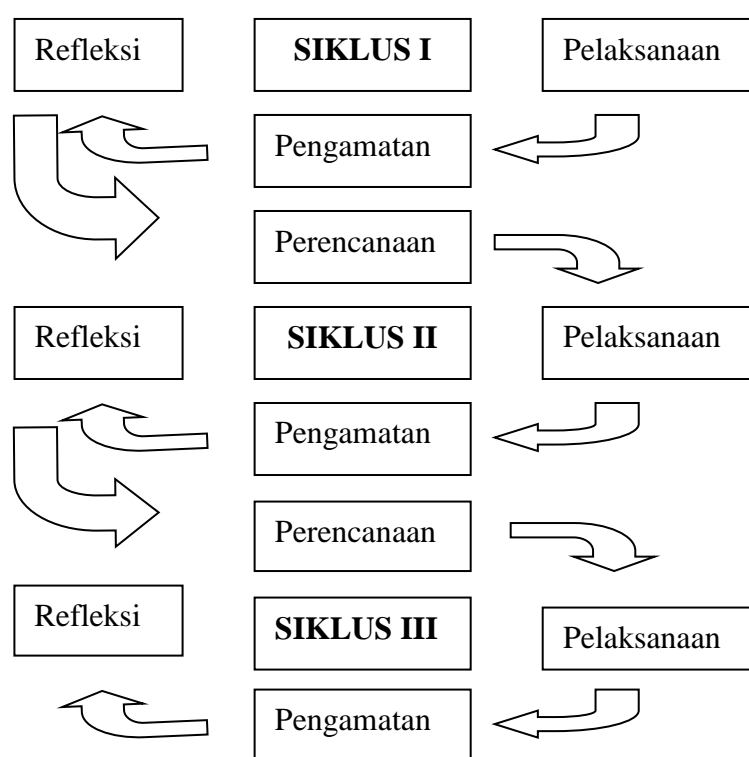 Refleksi
SIKLUS I
Pelaksanaan
Pengamatan
Perencanaan
Refleksi
SIKLUS II
Pelaksanaan
Pengamatan
Perencanaan
Refleksi
SIKLUS III
Pelaksanaan
Pengamatan